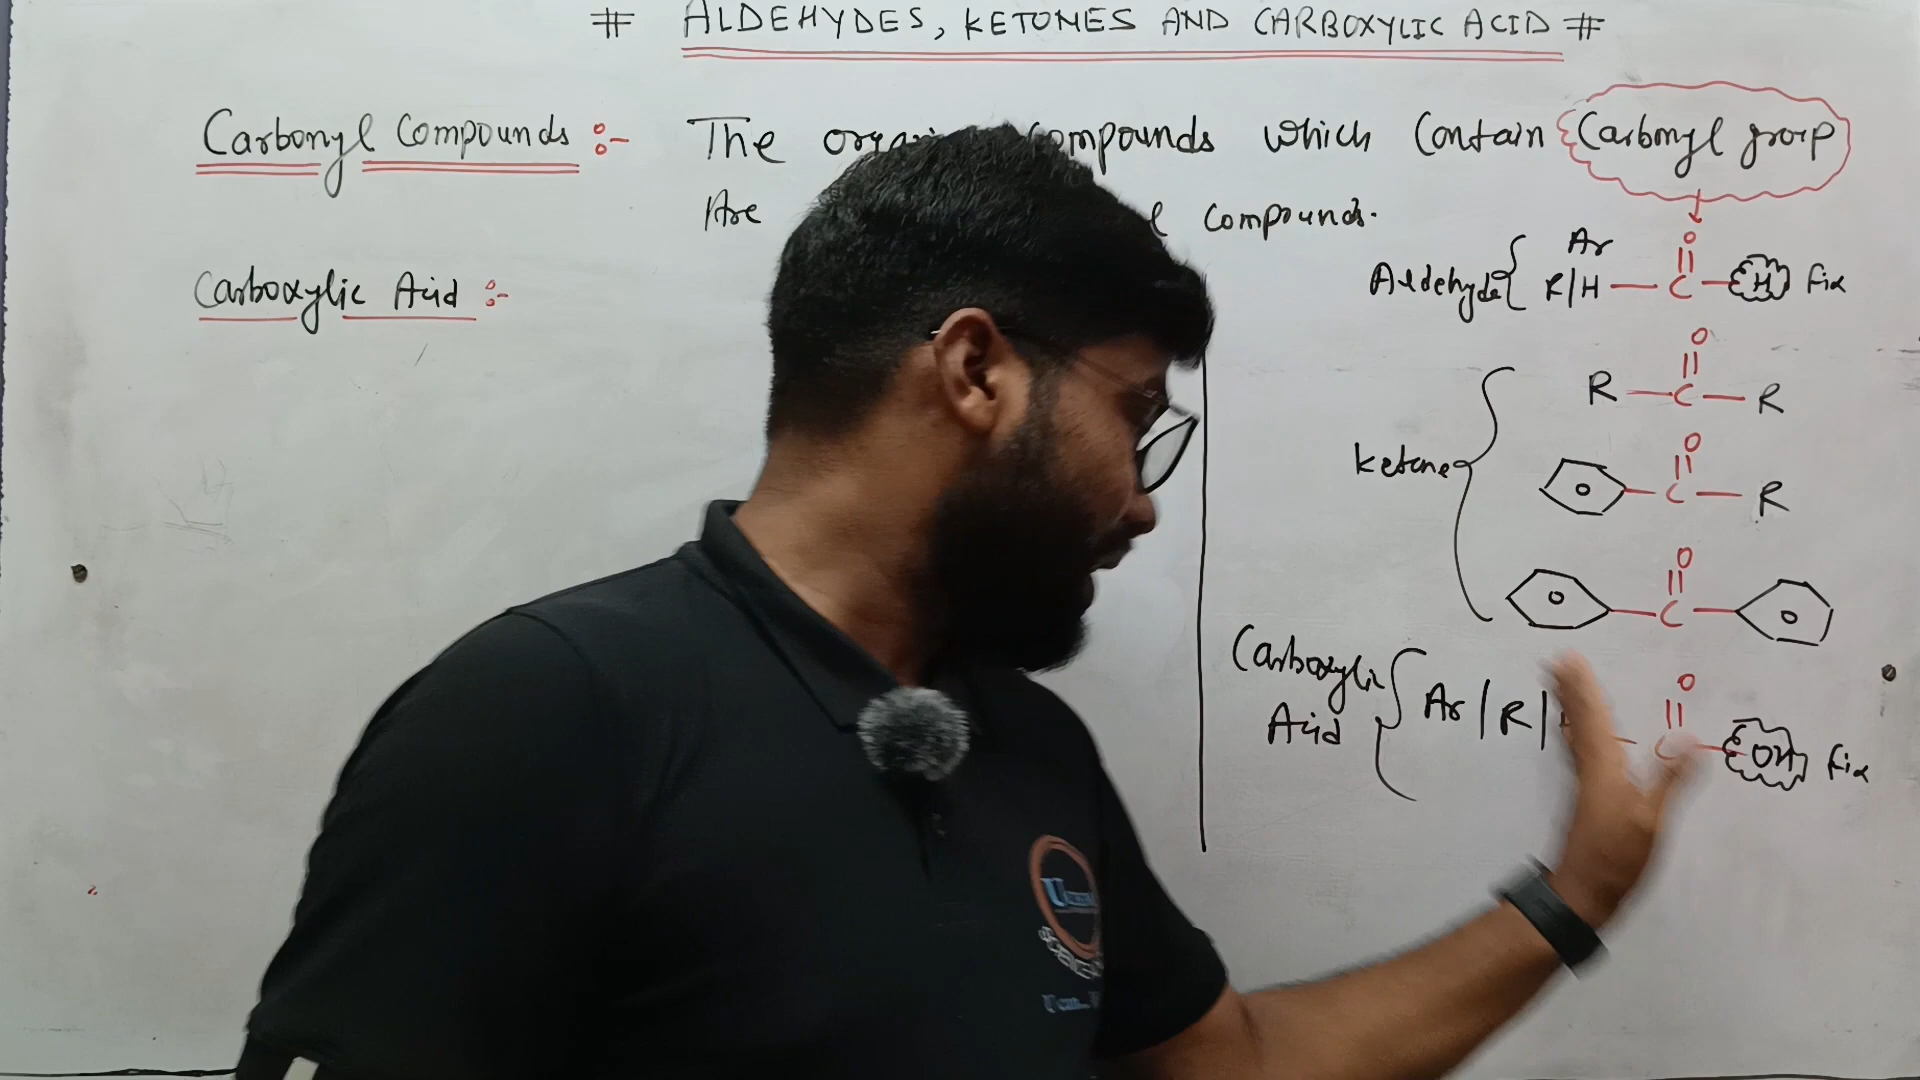 # ALDEHYDES, KETONES AND CARBOXYLIC ACID #
Carbonyl Compounds :- The compounds which Contain Carbonyl group
Are compounds.
Carboxylic Acid :-
Aldehyde Ar R/H — C — H fix
O
R — C — R
O
Ketone
C — R
O
C
O
Carboxylic Acid Ar / R / C — OH fix
O